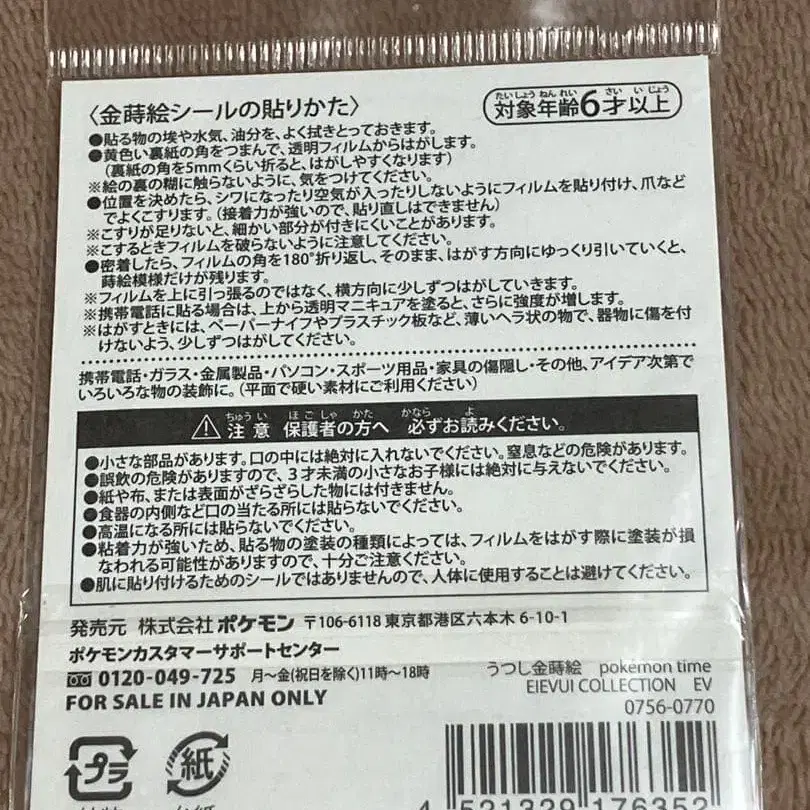 〈金蒔絵シールの貼りかた〉
対象年齢6才以上
たいしょうねんれい さい いじょう
●貼る物の埃や水気、油分を、よく拭きとっておきます。
●黄色い裏紙の角をつまんで、透明フィルムからはがします。
（裏紙の角を5mmくらい折ると、はがしやすくなります）
※絵の裏の糊に触らないように、気をつけてください。
●位置を決めたら、シワになったり空気が入ったりしないようにフィルムを貼り付け、爪など
でよくこすります。（接着力が強いので、貼り直しはできません）
※こすりが足りないと、細かい部分が付きにくいことがあります。
※こするときフィルムを破らないように注意してください。
●密着したら、フィルムの角を180°折り返し、そのまま、はがす方向にゆっくり引いていくと、
蒔絵模様だけが残ります。
※フィルムを上に引っ張るのではなく、横方向に少しずつはがしていきます。
※携帯電話に貼る場合は、上から透明マニキュアを塗ると、さらに強度が増します。
※はがすときには、ペーパーナイフやプラスチック板など、薄いヘラ状の物で、器物に傷を付
けないよう、少しずつはがしてください。
携帯電話・ガラス・金属製品・パソコン・スポーツ用品・家具の傷隠し・その他、アイデア次第で
いろいろな物の装飾に。（平面で硬い素材にご利用ください）
ちゅうい ほごしゃ かた かなら よ
⚠ 注意 保護者の方へ 必ずお読みください。
●小さな部品があります。口の中には絶対に入れないでください。窒息などの危険があります。
●誤飲の危険がありますので、3才未満の小さなお子様には絶対に与えないでください。
●紙や布、または表面がざらざらした物には付きません。
●食器の内側など口の当たる所には貼らないでください。
●高温になる所には貼らないでください。
●粘着力が強いため、貼る物の塗装の種類によっては、フィルムをはがす際に塗装が損
なわれる可能性がありますので、十分ご注意ください。
●肌に貼り付けるためのシールではありませんので、人体に使用することは避けてください。
発売元 株式会社ポケモン 〒106-6118 東京都港区六本木 6-10-1
ポケモンカスタマーサポートセンター
0120-049-725 月～金(祝日を除く)11時～18時
FOR SALE IN JAPAN ONLY
うつし金蒔絵 pokémon time
EIEVUI COLLECTION EV
0756-0770
プラ
紙
4 521329 176352